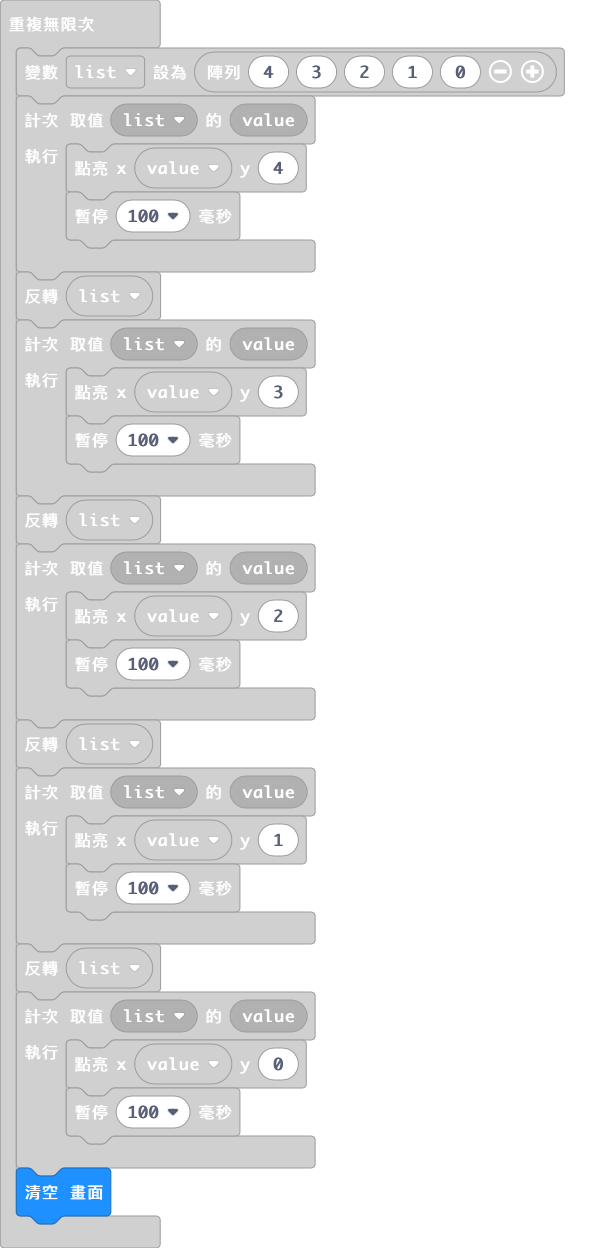 重複無限次
變數 list 設為 陣列 4 3 2 1 0
計次 取值 list 的 value
執行 點亮 x value y 4
暫停 100 毫秒
反轉 list
計次 取值 list 的 value
執行 點亮 x value y 3
暫停 100 毫秒
反轉 list
計次 取值 list 的 value
執行 點亮 x value y 2
暫停 100 毫秒
反轉 list
計次 取值 list 的 value
執行 點亮 x value y 1
暫停 100 毫秒
反轉 list
計次 取值 list 的 value
執行 點亮 x value y 0
暫停 100 毫秒
清空 畫面